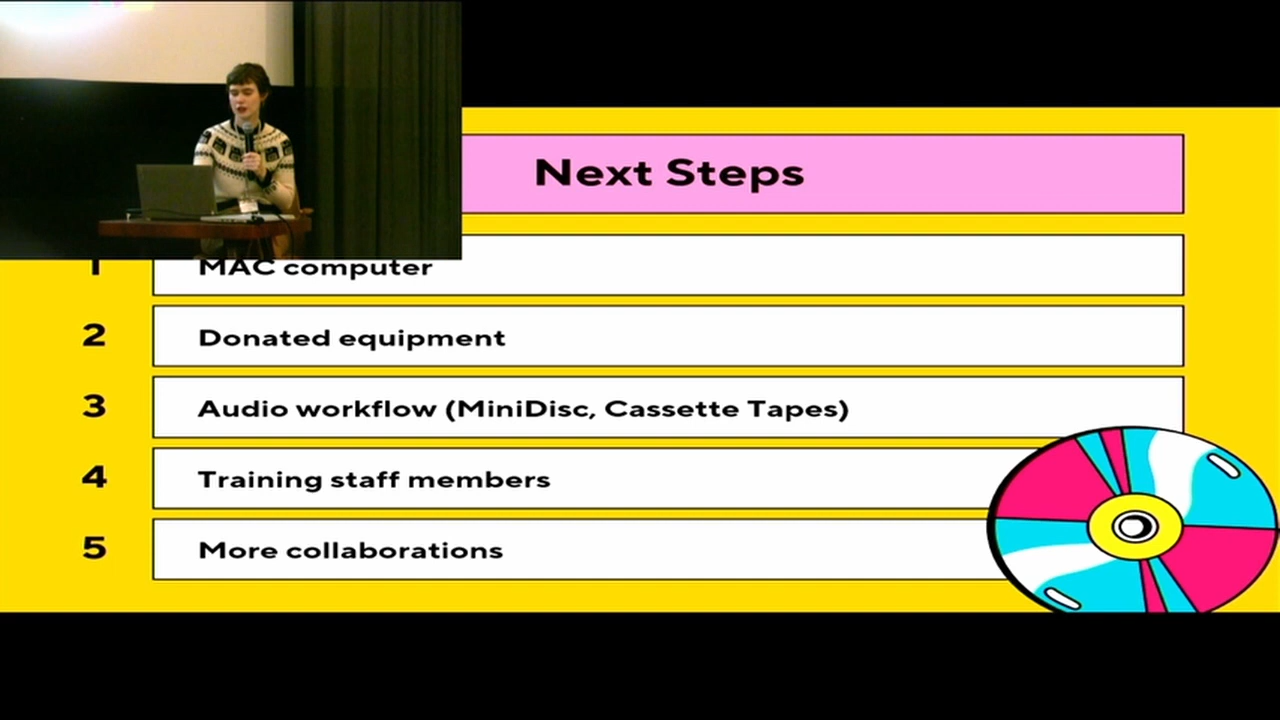 Next Steps
1 MAC computer
2 Donated equipment
3 Audio workflow (MiniDisc, Cassette Tapes)
4 Training staff members
5 More collaborations